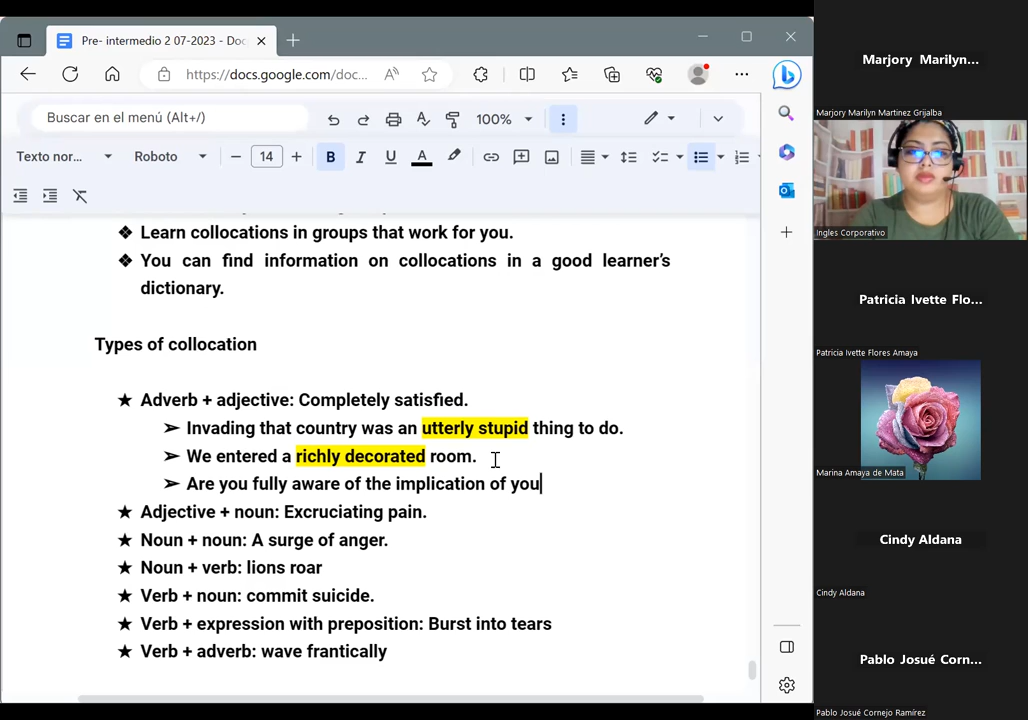 Pre- intermedio 2 07-2023 - Doc
https://docs.google.com/doc...
Buscar en el menú (Alt+/)
100%
Texto nor...
Roboto
14
B
I
U
A
❖ Learn collocations in groups that work for you.
❖ You can find information on collocations in a good learner's
dictionary.
Types of collocation
★ Adverb + adjective: Completely satisfied.
➢ Invading that country was an utterly stupid thing to do.
➢ We entered a richly decorated room.
➢ Are you fully aware of the implication of you
★ Adjective + noun: Excruciating pain.
★ Noun + noun: A surge of anger.
★ Noun + verb: lions roar
★ Verb + noun: commit suicide.
★ Verb + expression with preposition: Burst into tears
★ Verb + adverb: wave frantically
Marjory Marilyn...
Marjory Marilyn Martinez Grijalba
Ingles Corporativo
Patricia Ivette Flo...
Patricia Ivette Flores Amaya
Marina Amaya de Mata
Cindy Aldana
Cindy Aldana
Pablo Josué Corn...
Pablo Josué Cornejo Ramírez